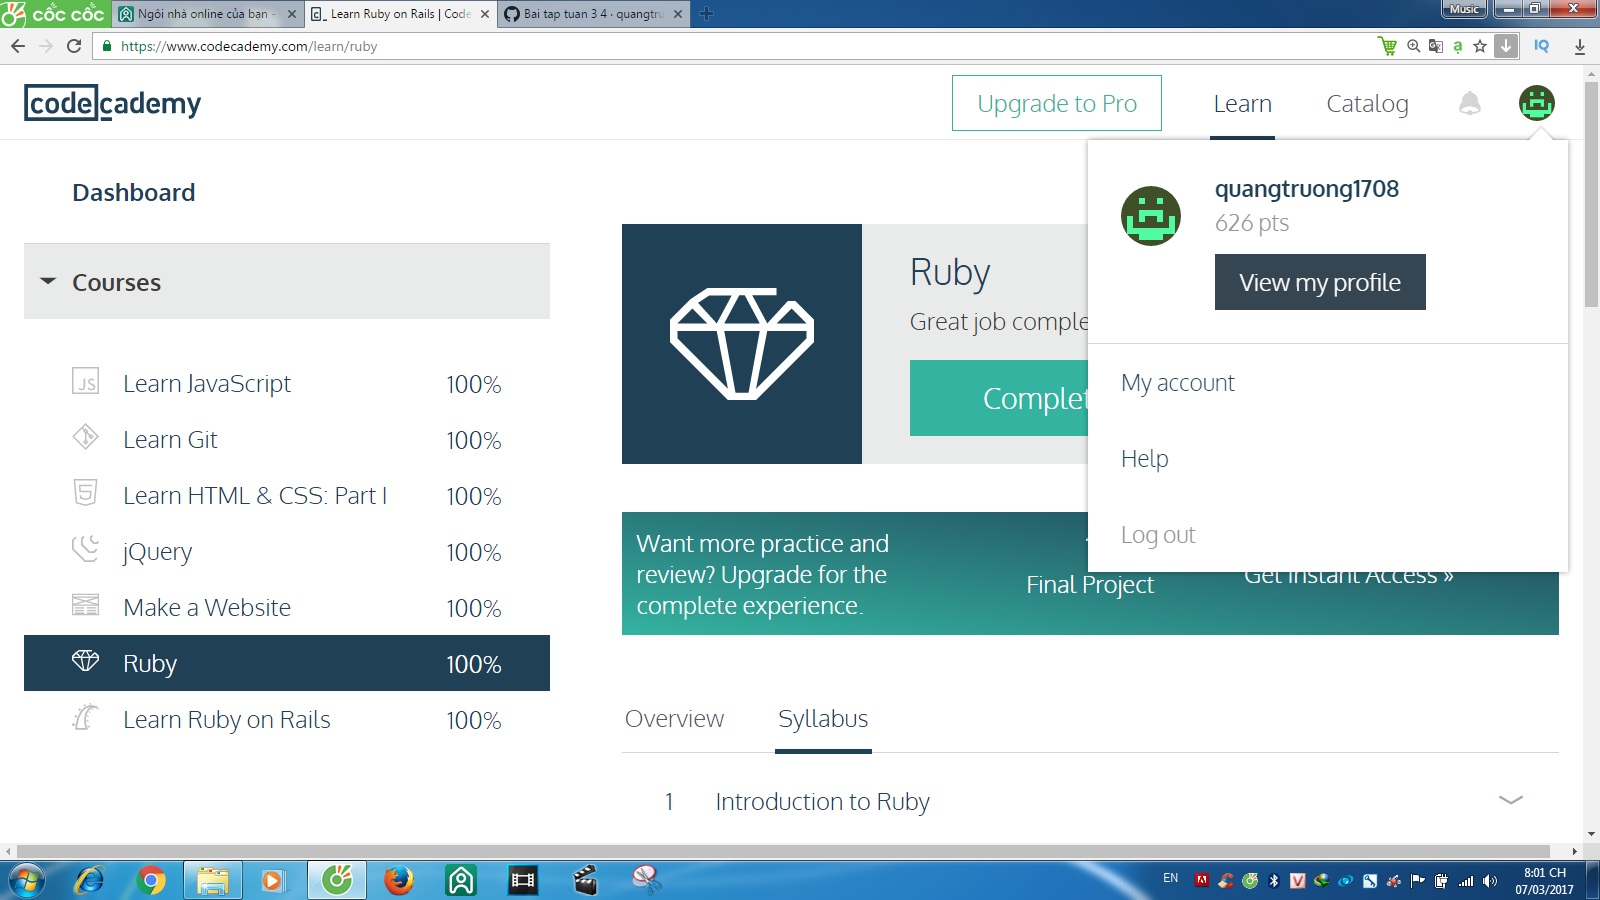 cốc cốc
Ngôi nhà online của bạn -
Learn Ruby on Rails | Code
Bai tap tuan 3 4 · quangtru
Music
https://www.codecademy.com/learn/ruby
IQ
codecademy
Upgrade to Pro
Learn
Catalog
quangtruong1708
626 pts
View my profile
My account
Help
Log out
Dashboard
Courses
JS
Learn JavaScript 100%
Learn Git 100%
Learn HTML & CSS: Part I 100%
jQuery 100%
Make a Website 100%
Ruby 100%
Learn Ruby on Rails 100%
Ruby
Great job comple
Complet
Want more practice and
review? Upgrade for the
complete experience.
Final Project
Get Instant Access »
Overview
Syllabus
1 Introduction to Ruby
EN
8:01 CH
07/03/2017